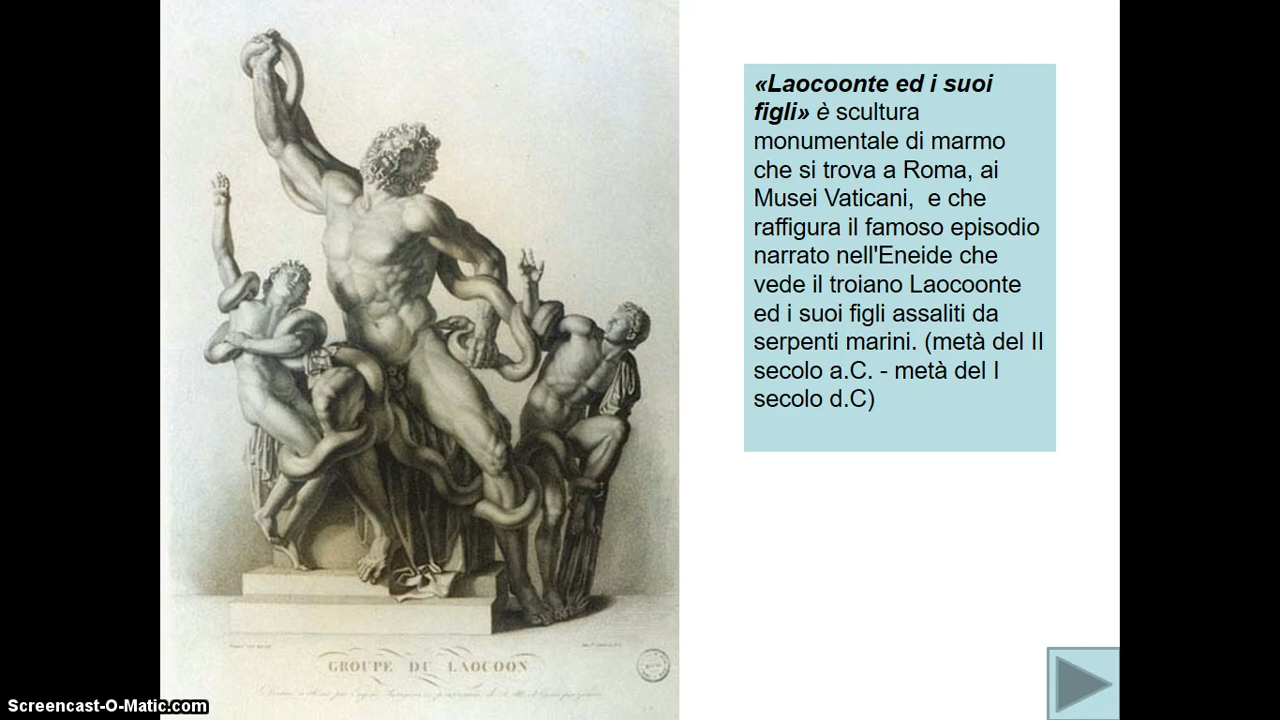 «Laocoonte ed i suoi
figli» è scultura
monumentale di marmo
che si trova a Roma, ai
Musei Vaticani,  e che
raffigura il famoso episodio
narrato nell'Eneide che
vede il troiano Laocoonte
ed i suoi figli assaliti da
serpenti marini. (metà del II
secolo a.C. - metà del I
secolo d.C)
GROUPE DU LAOCOON
Screencast-O-Matic.com